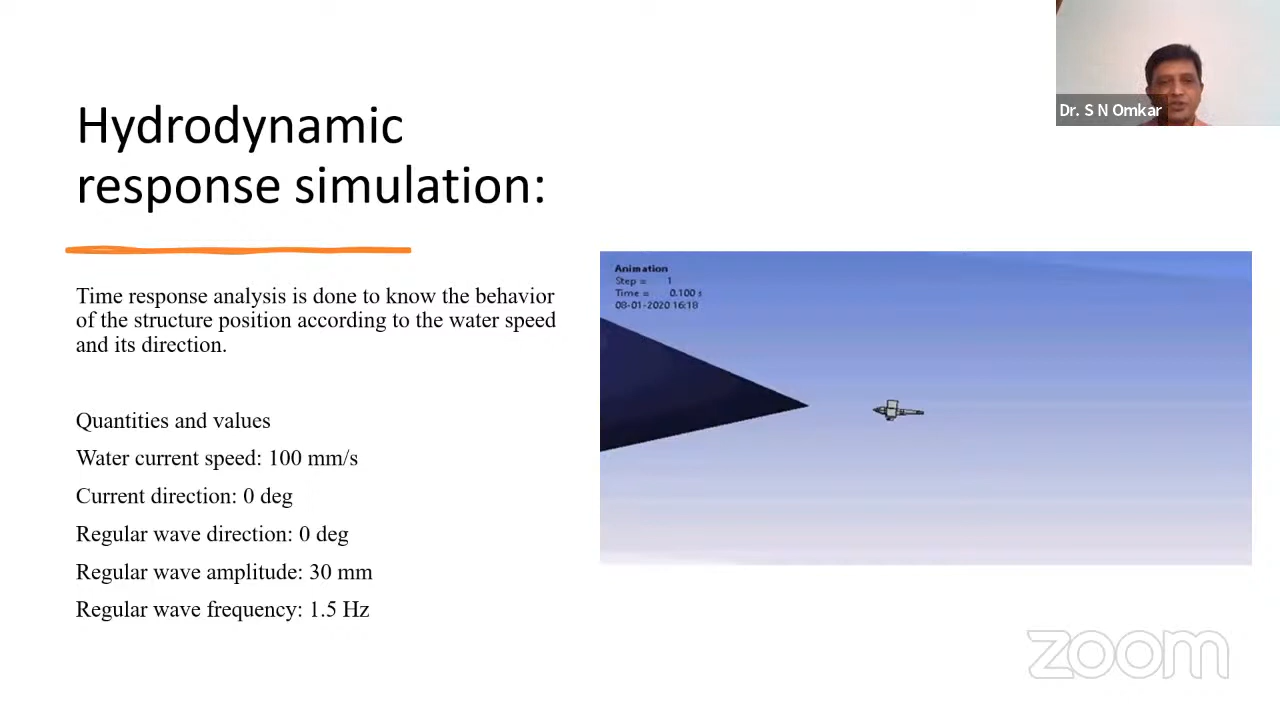 Dr. S N Omkar
Hydrodynamic
response simulation:
Time response analysis is done to know the behavior
of the structure position according to the water speed
and its direction.
Quantities and values
Water current speed: 100 mm/s
Current direction: 0 deg
Regular wave direction: 0 deg
Regular wave amplitude: 30 mm
Regular wave frequency: 1.5 Hz
Animation
Step = 1
Time = 0.100 s
08-01-2020 16:18
zoom